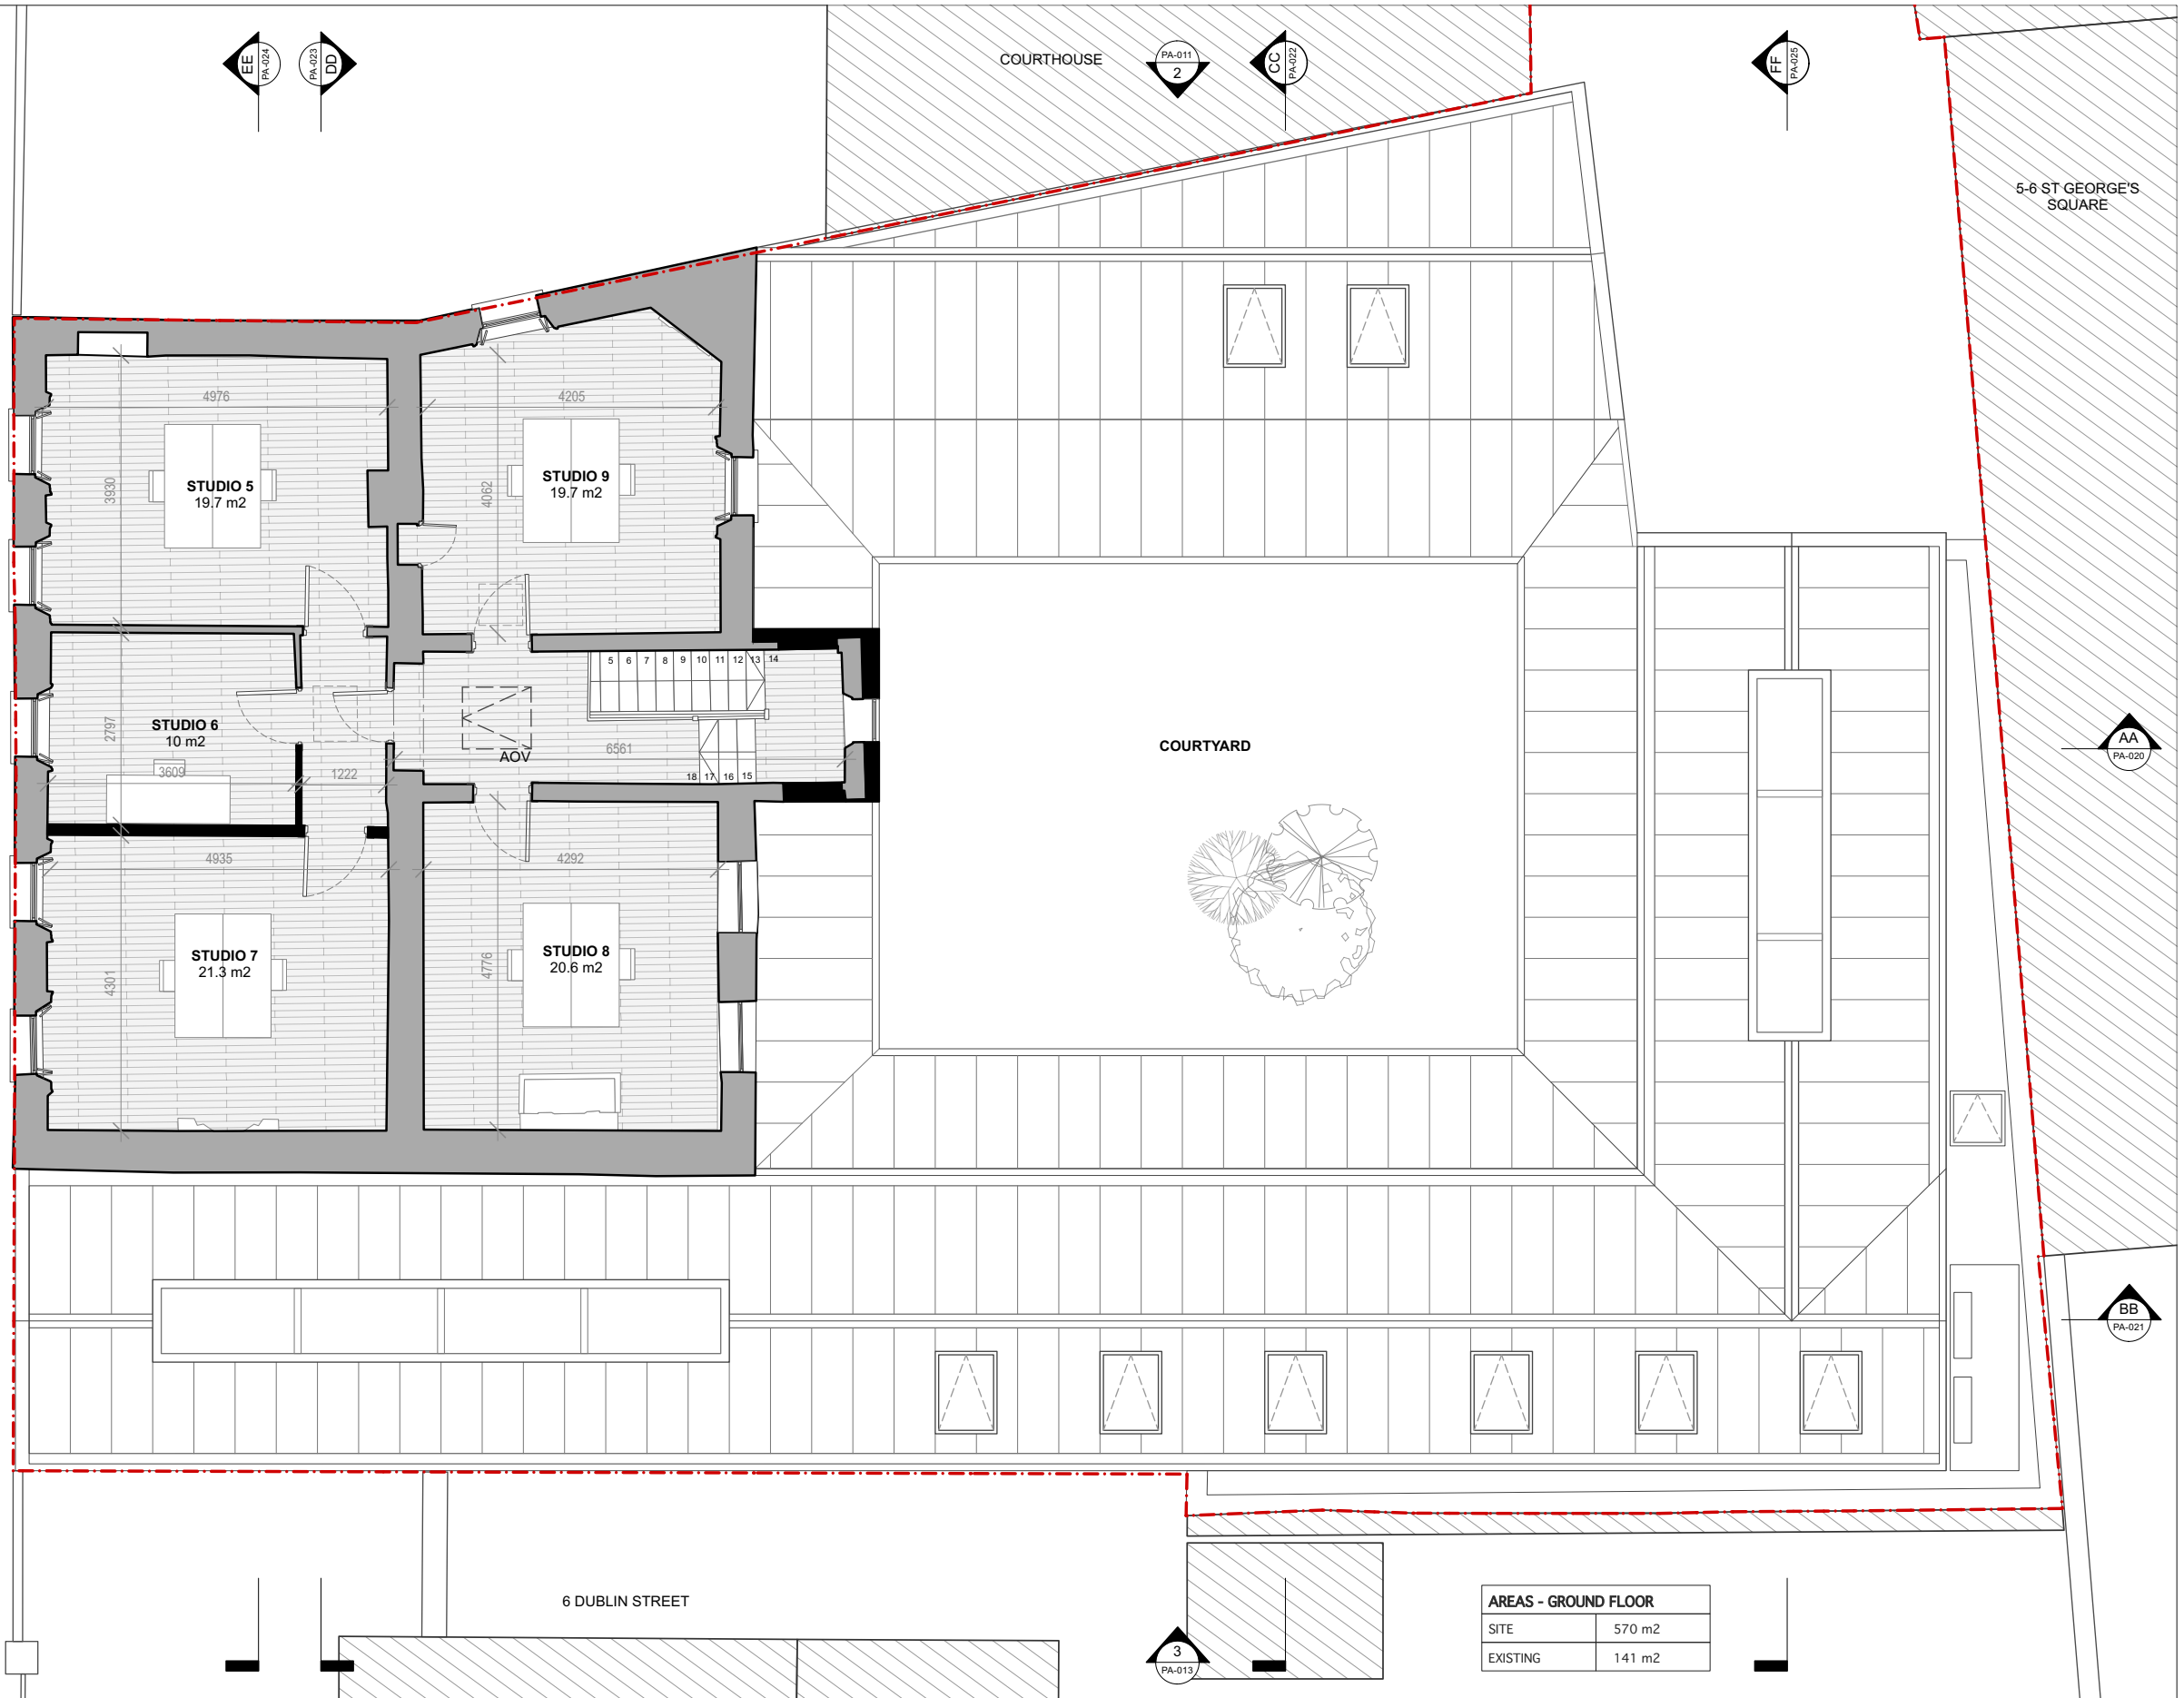 EE
PA-024
PA-023
DD
COURTHOUSE
PA-011
2
CC
PA-022
FF
PA-025
5-6 ST GEORGE'S
SQUARE
4976
4205
3930
STUDIO 5
19.7 m2
4062
STUDIO 9
19.7 m2
5 6 7 8 9 10 11 12 13 14
2797
STUDIO 6
10 m2
3609
1222
AOV
6561
18 17 16 15
COURTYARD
AA
PA-020
4935
4292
4301
STUDIO 7
21.3 m2
4776
STUDIO 8
20.6 m2
BB
PA-021
6 DUBLIN STREET
3
PA-013
AREAS - GROUND FLOOR
SITE 570 m2
EXISTING 141 m2